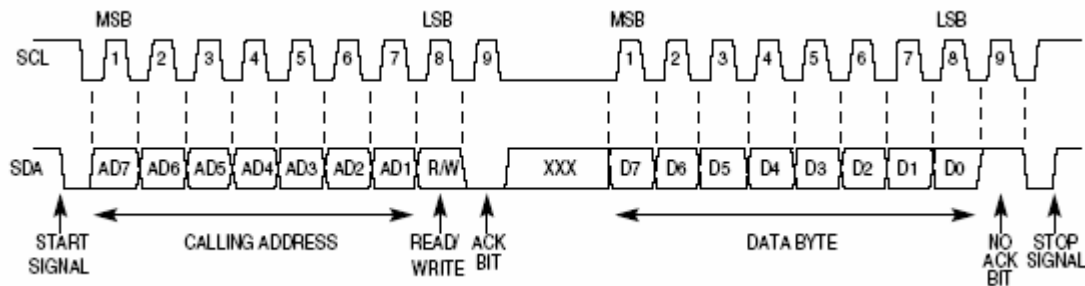 MSB LSB MSB LSB
SCL 1 2 3 4 5 6 7 8 9 1 2 3 4 5 6 7 8 9
SDA AD7 AD6 AD5 AD4 AD3 AD2 AD1 R/W XXX D7 D6 D5 D4 D3 D2 D1 D0
START CALLING ADDRESS READ/ ACK DATA BYTE NO STOP
SIGNAL WRITE BIT ACK SIGNAL
BIT